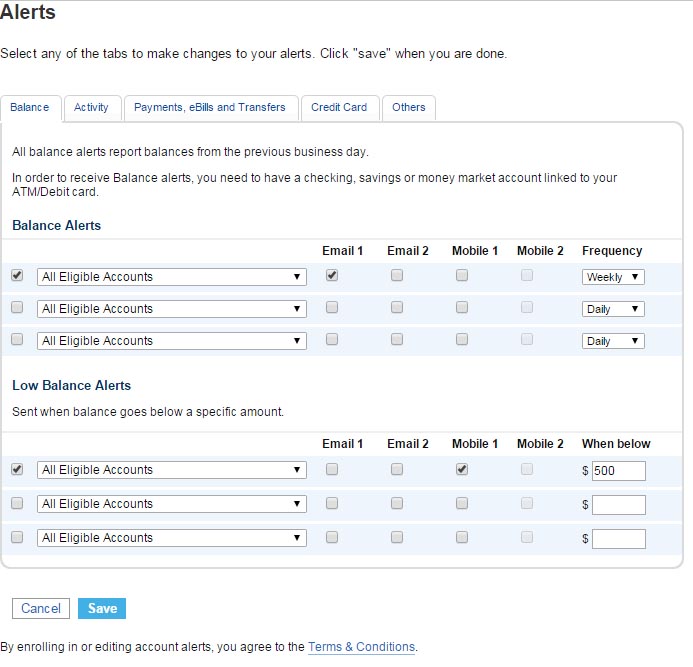 Alerts
Select any of the tabs to make changes to your alerts. Click "save" when you are done.
Balance Activity Payments, eBills and Transfers Credit Card Others
All balance alerts report balances from the previous business day.
In order to receive Balance alerts, you need to have a checking, savings or money market account linked to your
ATM/Debit card.
Balance Alerts
Email 1 Email 2 Mobile 1 Mobile 2 Frequency
All Eligible Accounts Weekly
All Eligible Accounts Daily
All Eligible Accounts Daily
Low Balance Alerts
Sent when balance goes below a specific amount.
Email 1 Email 2 Mobile 1 Mobile 2 When below
All Eligible Accounts $ 500
All Eligible Accounts $
All Eligible Accounts $
Cancel Save
By enrolling in or editing account alerts, you agree to the Terms & Conditions.